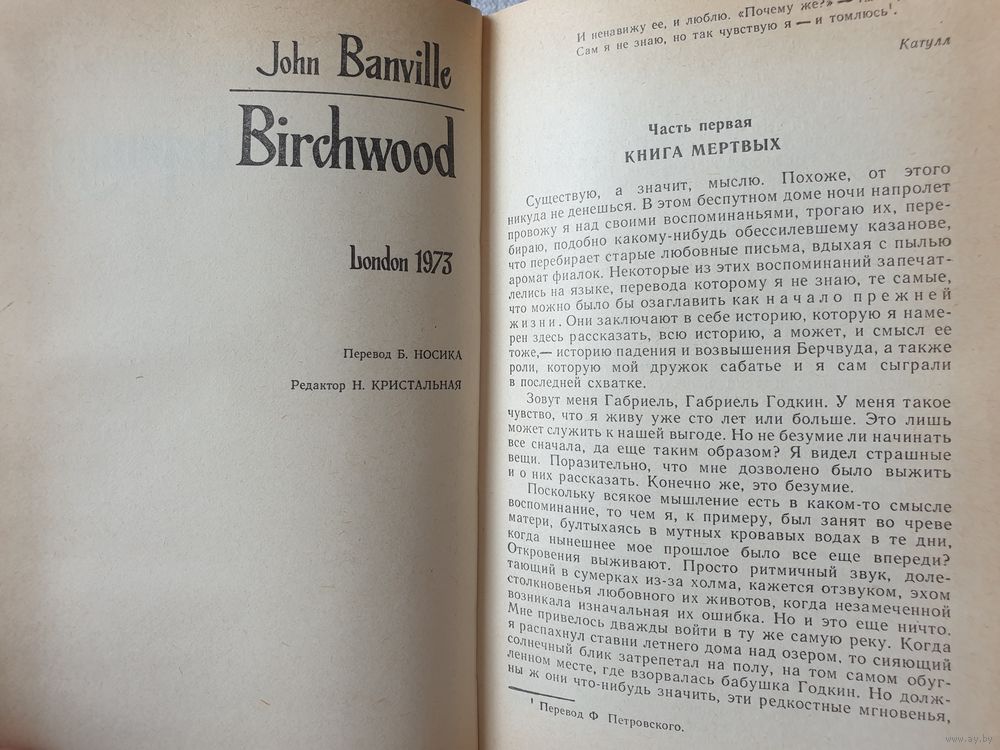 John Banville
Birchwood
London 1973
Перевод Б. НОСИКА
Редактор Н. КРИСТАЛЬНАЯ
И ненавижу ее, и люблю. «Почему же?» —
Сам я не знаю, но так чувствую я — и томлюсь¹.
Катулл
Часть первая
КНИГА МЕРТВЫХ
Существую, а значит, мыслю. Похоже, от этого
никуда не денешься. В этом беспутном доме ночи напролет
провожу я над своими воспоминаньями, трогаю их, пере-
бираю, подобно какому-нибудь обессилевшему казанове,
что перебирает старые любовные письма, вдыхая с пылью
аромат фиалок. Некоторые из этих воспоминаний запечат-
лелись на языке, перевода которому я не знаю, те самые,
что можно было бы озаглавить как начало прежней
жизни. Они заключают в себе историю, которую я наме-
рен здесь рассказать, всю историю, а может, и смысл ее
тоже,— историю падения и возвышения Берчвуда, а также
роли, которую мой дружок сабатье и я сам сыграли
в последней схватке.
Зовут меня Габриель, Габриель Годкин. У меня такое
чувство, что я живу уже сто лет или больше. Это лишь
может служить к нашей выгоде. Но не безумие ли начинать
все сначала, да еще таким образом? Я видел страшные
вещи. Поразительно, что мне дозволено было выжить
и о них рассказать. Конечно же, это безумие.
Поскольку всякое мышление есть в каком-то смысле
воспоминание, то чем я, к примеру, был занят во чреве
матери, бултыхаясь в мутных кровавых водах в те дни,
когда нынешнее мое прошлое было все еще впереди?
Откровения выживают. Просто ритмичный звук, доле-
тающий в сумерках из-за холма, кажется отзвуком, эхом
столкновенья любовного их животов, когда незамеченной
возникала изначальная их ошибка. Но и это еще ничто.
Мне привелось дважды войти в ту же самую реку. Когда
я распахнул ставни летнего дома над озером, то сияющий
солнечный блик затрепетал на полу, на том самом обуг-
ленном месте, где взорвалась бабушка Годкин. Но долж-
ны ж они что-нибудь значить, эти редкостные мгновенья,
¹ Перевод Ф Петровского.
www.ay.by